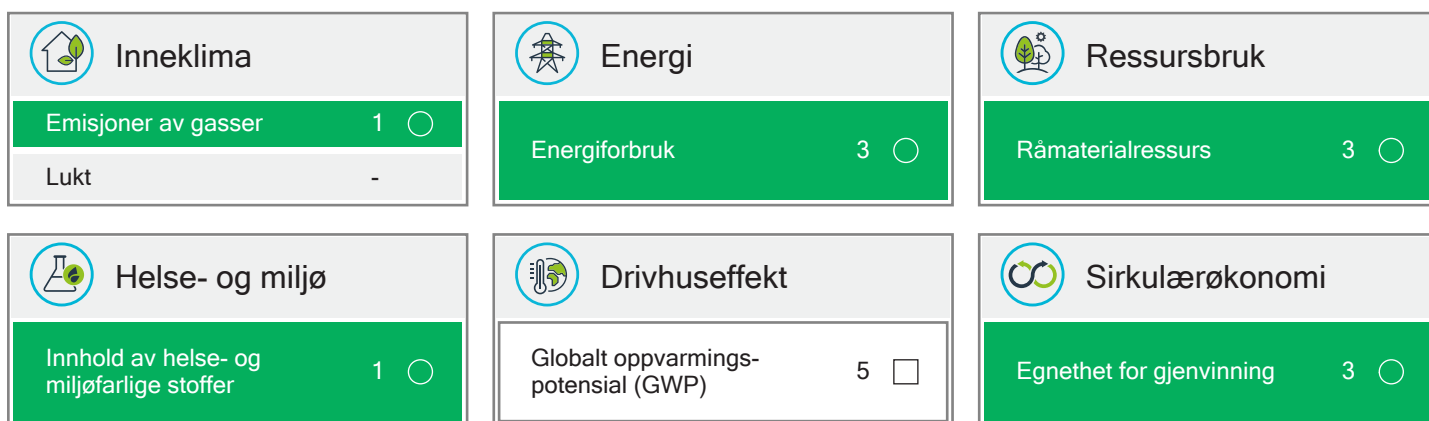 Inneklima
Emisjoner av gasser 1
Lukt -
Energi
Energiforbruk 3
Ressursbruk
Råmaterialressurs 3
Helse- og miljø
Innhold av helse- og
miljøfarlige stoffer 1
Drivhuseffekt
Globalt oppvarmings-
potensial (GWP) 5
Sirkulærøkonomi
Egnethet for gjenvinning 3